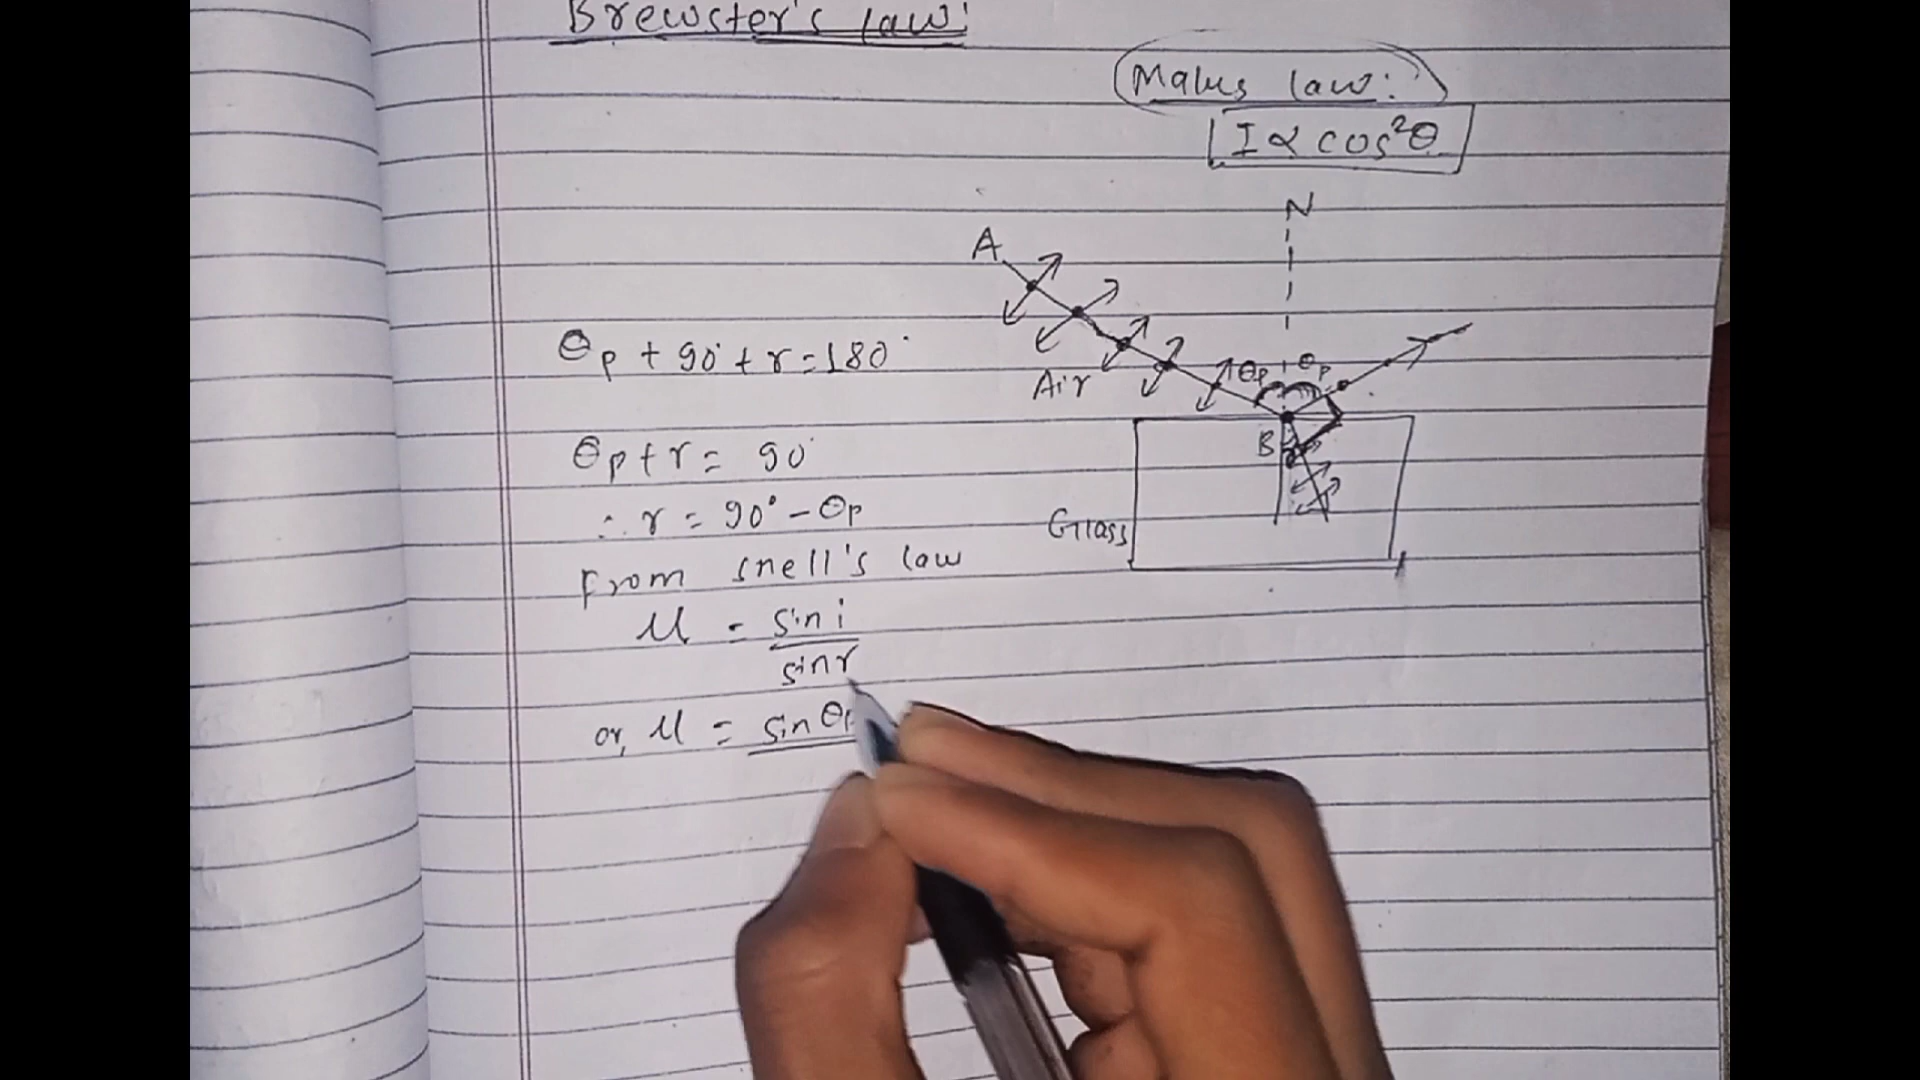 Brewster's law:
Malus law:
I ∝ cos²θ
N
A
θp + 90° + r = 180°
θp θp
Air
B
θp + r = 90°
∴ r = 90° - θp
Glass
From snell's law
μ = sin i
sin r
or, μ = sin θp